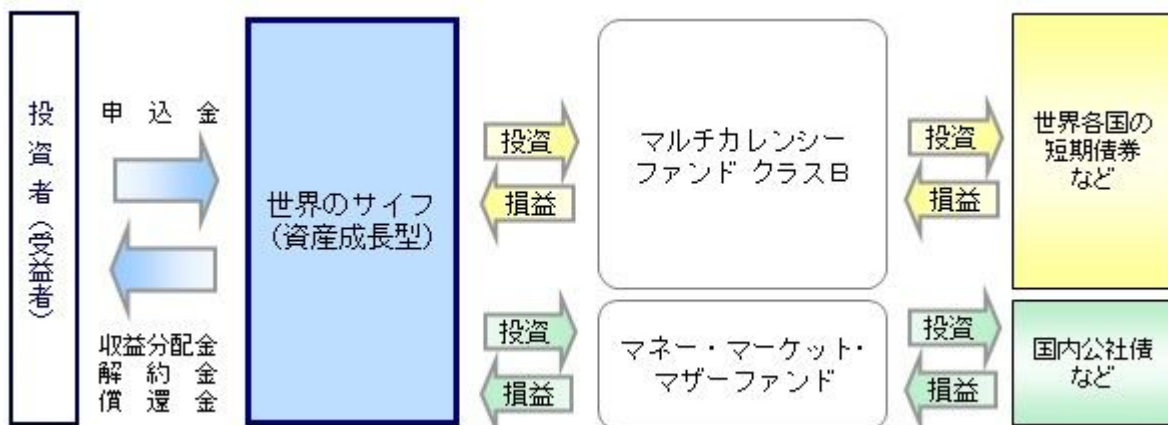 投資者(受益者)
申込金
収益分配金
解約金
償還金
世界のサイフ
(資産成長型)
投資
損益
マルチカレンシー
ファンド クラスB
投資
損益
世界各国の
短期債券
など
投資
損益
マネー・マーケット・
マザーファンド
投資
損益
国内公社債
など